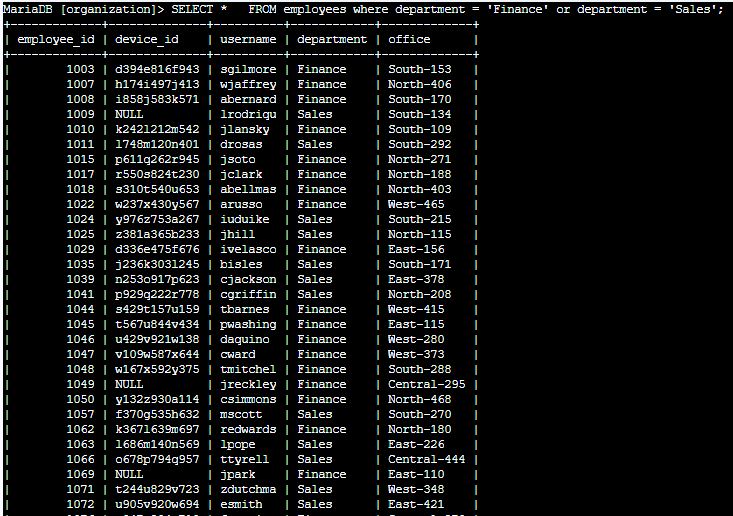 MariaDB [organization]> SELECT *   FROM employees where department = 'Finance' or department = 'Sales';
+-------------+--------------+----------+------------+-------------+
| employee_id | device_id    | username | department | office      |
+-------------+--------------+----------+------------+-------------+
|        1003 | d394e816f943 | sgilmore | Finance    | South-153   |
|        1007 | h174i497j413 | wjaffrey | Finance    | North-406   |
|        1008 | i858j583k571 | abernard | Finance    | South-170   |
|        1009 | NULL         | lrodriqu | Sales      | South-134   |
|        1010 | k242l212m542 | jlansky  | Finance    | South-109   |
|        1011 | l748m120n401 | drosas   | Sales      | South-292   |
|        1015 | p611q262r945 | jsoto    | Finance    | North-271   |
|        1017 | r550s824t230 | jclark   | Finance    | North-188   |
|        1018 | s310t540u653 | abellmas | Finance    | North-403   |
|        1022 | w237x430y567 | arusso   | Finance    | West-465    |
|        1024 | y976z753a267 | iuduike  | Sales      | South-215   |
|        1025 | z381a365b233 | jhill    | Sales      | North-115   |
|        1029 | d336e475f676 | ivelasco | Finance    | East-156    |
|        1035 | j236k303l245 | bisles   | Sales      | South-171   |
|        1039 | n253o917p623 | cjackson | Sales      | East-378    |
|        1041 | p929q222r778 | cgriffin | Sales      | North-208   |
|        1044 | s429t157u159 | tbarnes  | Finance    | West-415    |
|        1045 | t567u844v434 | pwashing | Finance    | East-115    |
|        1046 | u429v921w138 | daquino  | Finance    | West-280    |
|        1047 | v109w587x644 | cward    | Finance    | West-373    |
|        1048 | w167x592y375 | tmitchel | Finance    | South-288   |
|        1049 | NULL         | jreckley | Finance    | Central-295 |
|        1050 | y132z930a114 | csimmons | Finance    | North-468   |
|        1057 | f370g535h632 | mscott   | Sales      | South-270   |
|        1062 | k367l639m697 | redwards | Finance    | North-180   |
|        1063 | l686m140n569 | lpope    | Sales      | East-226    |
|        1066 | o678p794q957 | ttyrell  | Sales      | Central-444 |
|        1069 | NULL         | jpark    | Finance    | East-110    |
|        1071 | t244u829v723 | zdutchma | Sales      | West-348    |
|        1072 | u905v920w694 | esmith   | Sales      | East-421    |